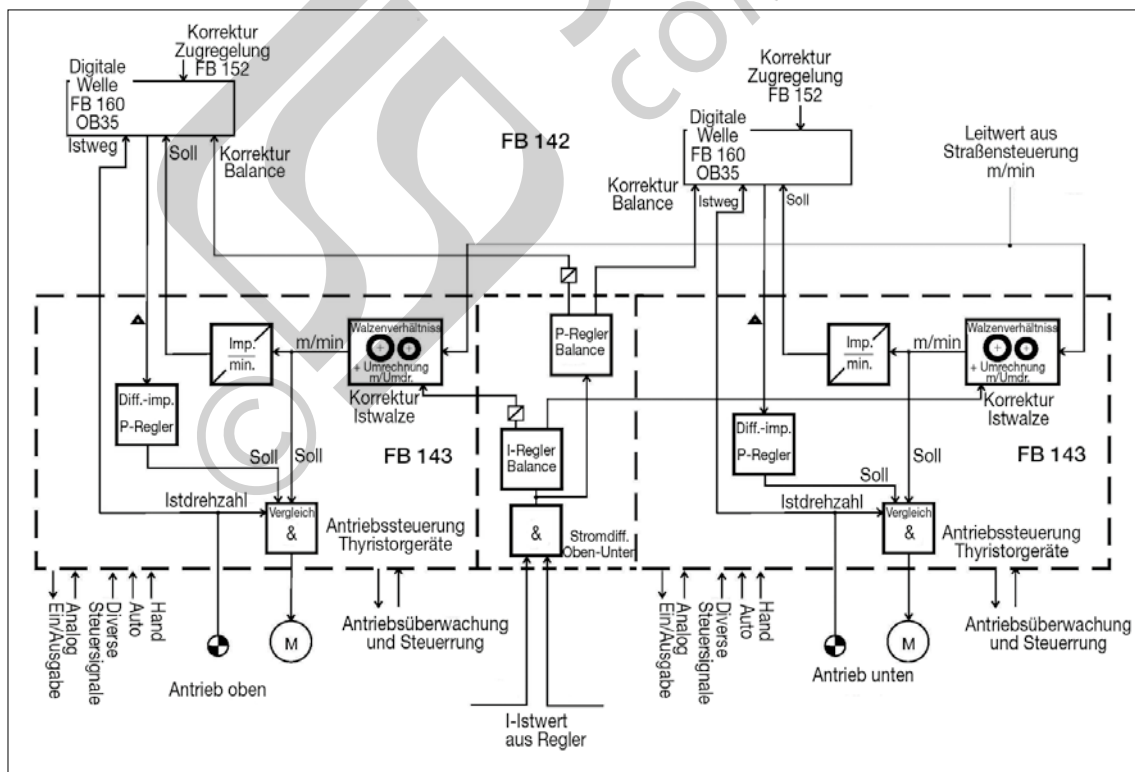 con
©
Korrektur
Zugregelung
FB 152
Digitale
Welle
FB 160
OB35
Istweg
Soll
Korrektur
Balance
FB 142
Korrektur
Zugregelung
FB 152
Digitale
Welle
FB 160
OB35
Korrektur
Balance
Istweg
Soll
Leitwert aus
Straßensteuerung
m/min
Imp.
min.
m/min
Walzenverhältniss
+ +
+ Umrechnung
m/Umdr.
Korrektur
Istwalze
Diff.-imp.
P-Regler
Soll
Soll
FB 143
Istdrehzahl
Vergleich
&
Antriebssteuerung
Thyristorgeräte
P-Regler
Balance
I-Regler
Balance
&
Stromdiff.
Oben-Unter
Imp.
min.
m/min
Walzenverhältniss
+ +
+ Umrechnung
m/Umdr.
Korrektur
Istwalze
Diff.-imp.
P-Regler
Soll
Soll
FB 143
Istdrehzahl
Vergleich
&
Antriebssteuerung
Thyristorgeräte
Analog
Ein/Ausgabe
Diverse
Steuersignale
Auto
Hand
M
Antrieb oben
Antriebsüberwachung
und Steuerrung
I-Istwert
aus Regler
Analog
Ein/Ausgabe
Diverse
Steuersignale
Auto
Hand
M
Antrieb unten
Antriebsüberwachung
und Steuerrung